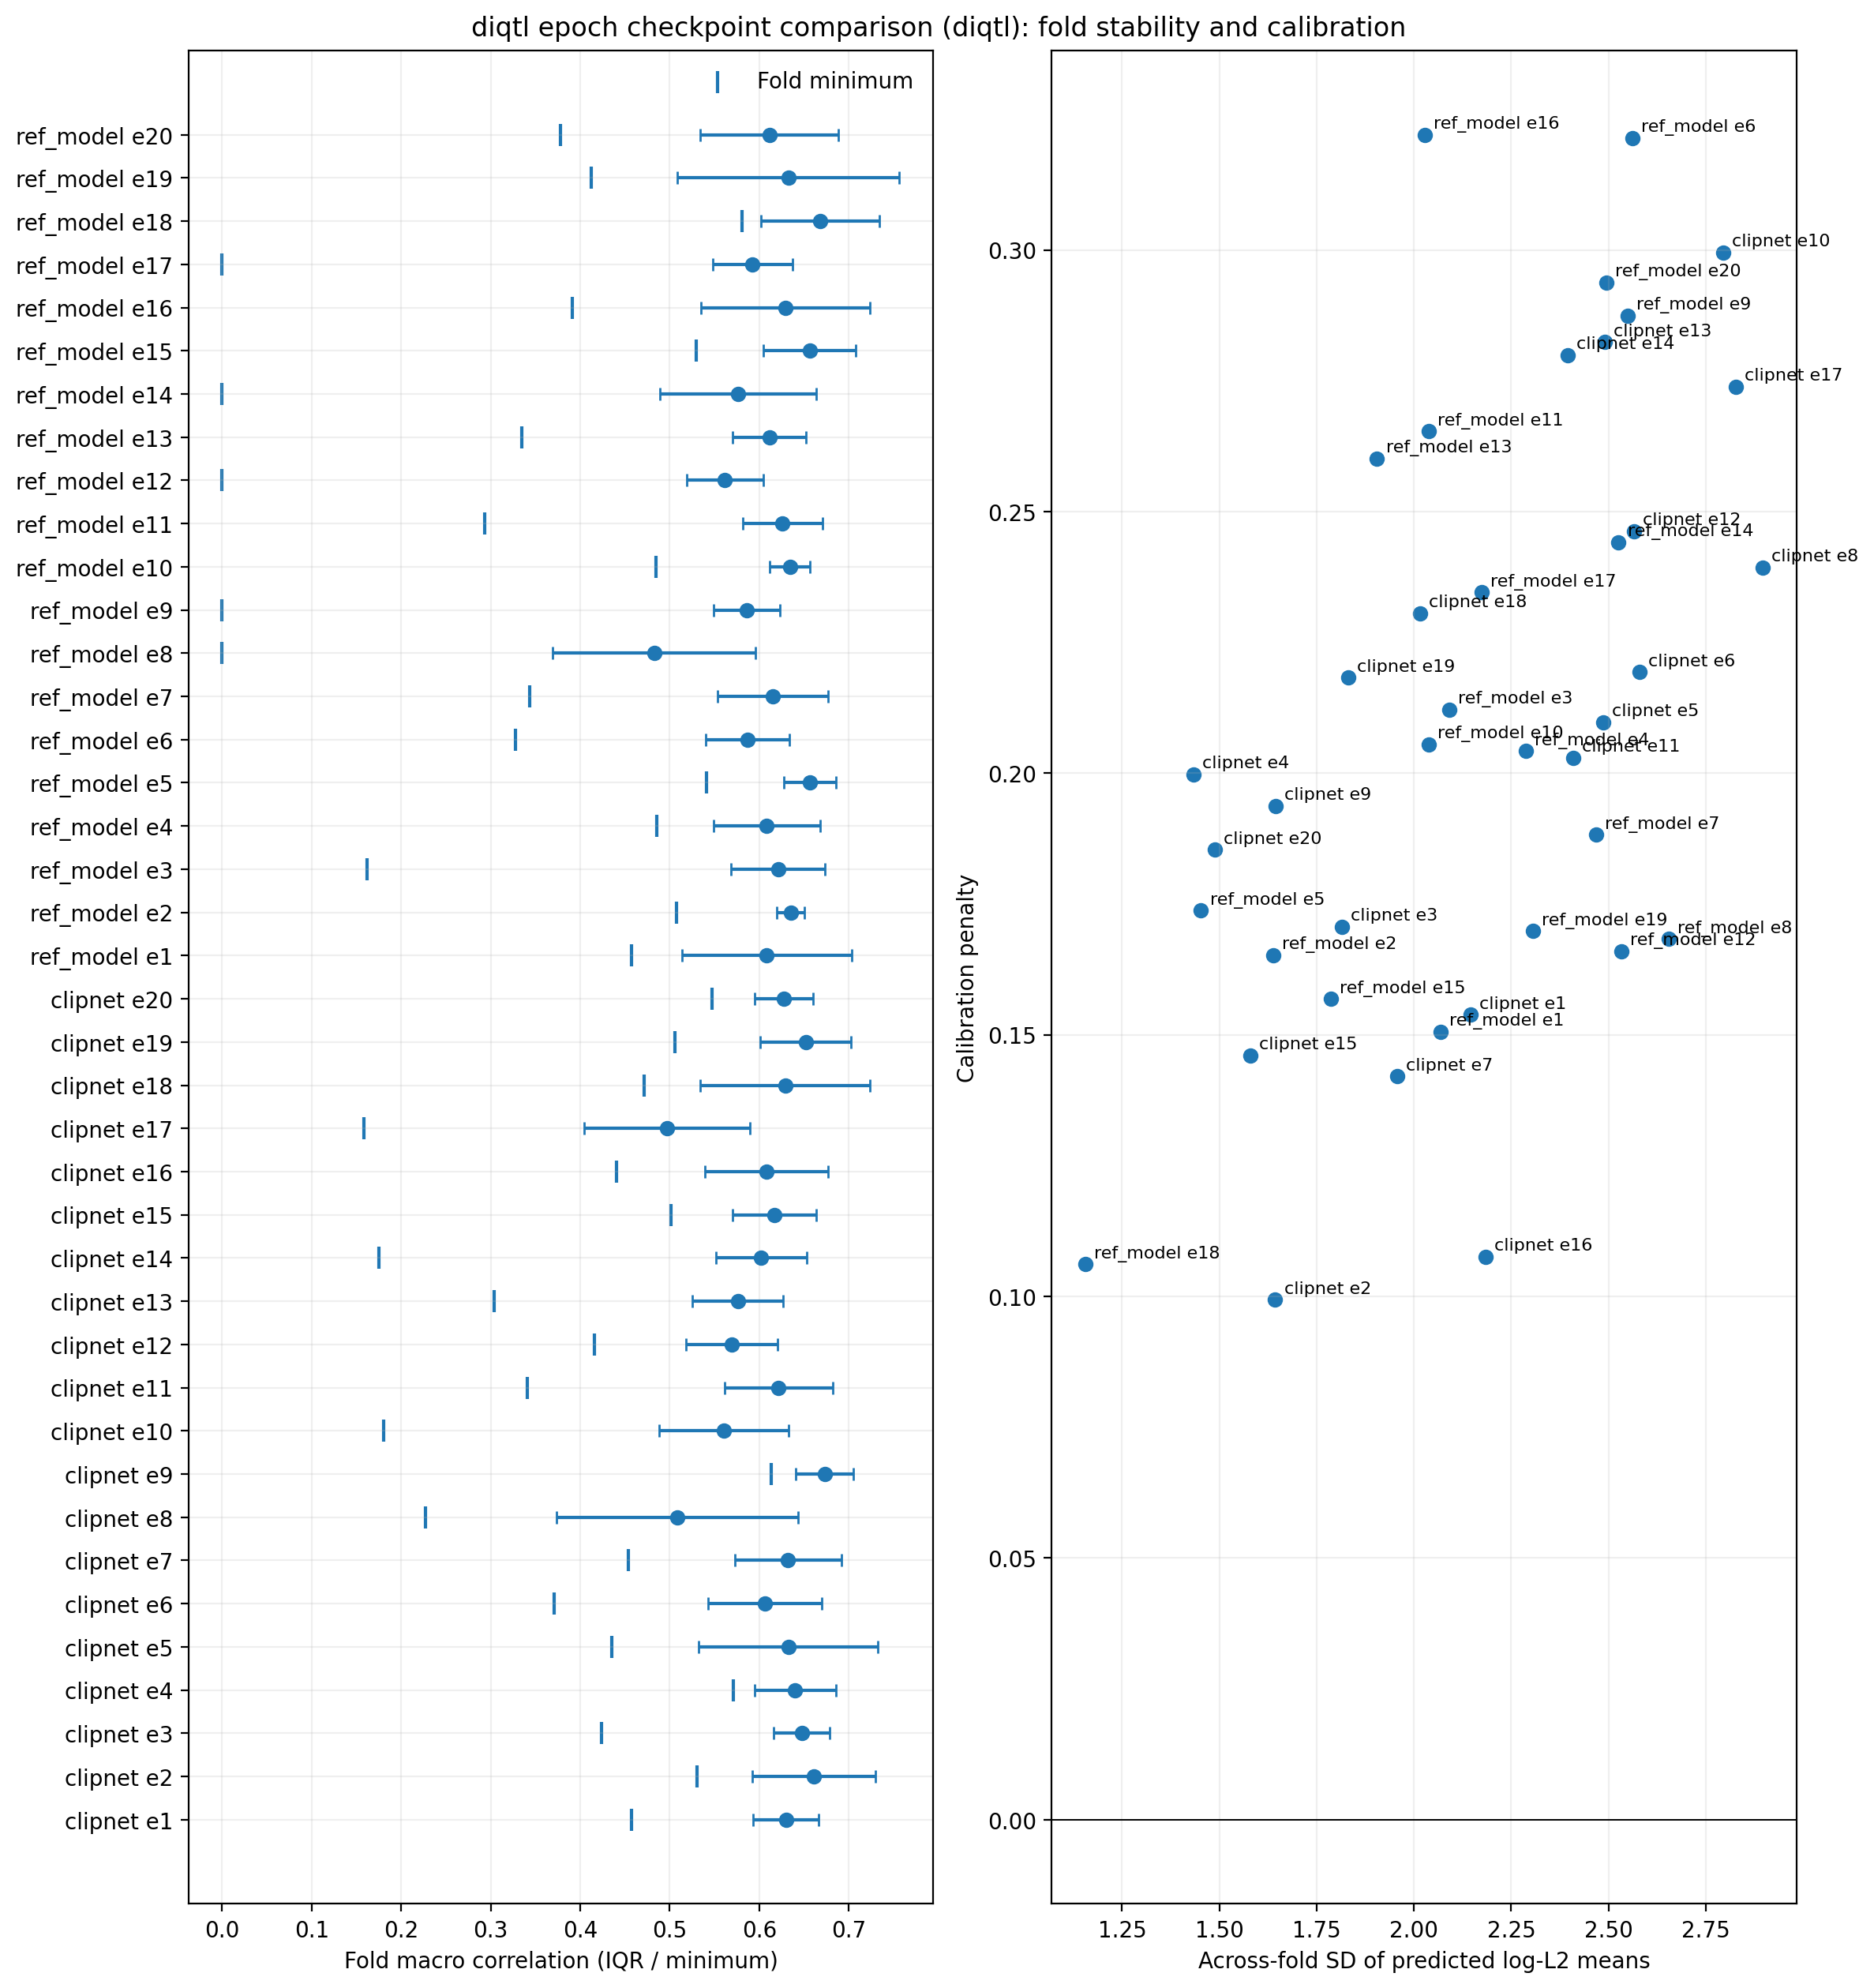 diqtl epoch checkpoint comparison (diqtl): fold stability and calibration
Fold minimum
ref_model e20
ref_model e19
ref_model e18
ref_model e17
ref_model e16
ref_model e15
ref_model e14
ref_model e13
ref_model e12
ref_model e11
ref_model e10
ref_model e9
ref_model e8
ref_model e7
ref_model e6
ref_model e5
ref_model e4
ref_model e3
ref_model e2
ref_model e1
clipnet e20
clipnet e19
clipnet e18
clipnet e17
clipnet e16
clipnet e15
clipnet e14
clipnet e13
clipnet e12
clipnet e11
clipnet e10
clipnet e9
clipnet e8
clipnet e7
clipnet e6
clipnet e5
clipnet e4
clipnet e3
clipnet e2
clipnet e1
0.0 0.1 0.2 0.3 0.4 0.5 0.6 0.7
Fold macro correlation (IQR / minimum)
Calibration penalty
0.30
0.25
0.20
0.15
0.10
0.05
0.00
ref_model e16
ref_model e6
clipnet e10
ref_model e20
ref_model e9
clipnet e13
clipnet e14
clipnet e17
ref_model e11
ref_model e13
clipnet e12
ref_model e14
clipnet e8
ref_model e17
clipnet e18
clipnet e6
clipnet e19
ref_model e3
clipnet e5
ref_model e10
ref_model e4
clipnet e11
clipnet e4
clipnet e9
ref_model e7
clipnet e20
ref_model e5
clipnet e3
ref_model e19
ref_model e8
ref_model e12
ref_model e2
ref_model e15
clipnet e1
ref_model e1
clipnet e15
clipnet e7
ref_model e18
clipnet e16
clipnet e2
1.25 1.50 1.75 2.00 2.25 2.50 2.75
Across-fold SD of predicted log-L2 means